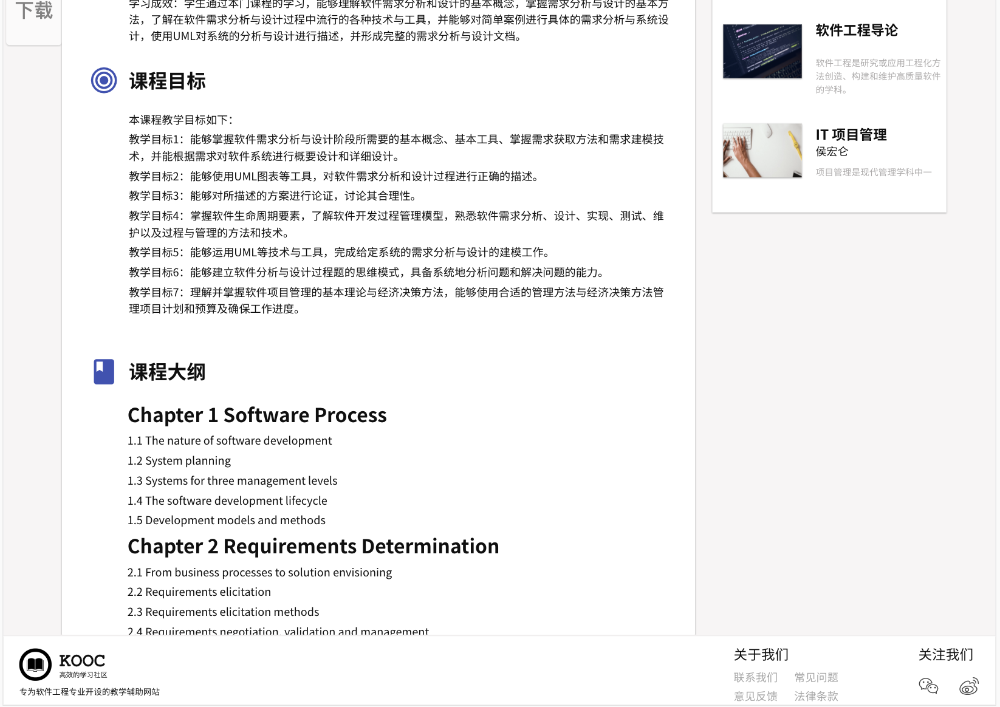 下载
学习成效：学生通过本门课程的学习，能够理解软件需求分析和设计的基本概念，掌握需求分析与设计的基本方
法，了解在软件需求分析与设计过程中流行的各种技术与工具，并能够对简单案例进行具体的需求分析与系统设
计，使用UML对系统的分析与设计进行描述，并形成完整的需求分析与设计文档。
课程目标
本课程教学目标如下：
教学目标1：能够掌握软件需求分析与设计阶段所需要的基本概念、基本工具、掌握需求获取方法和需求建模技
术，并能根据需求对软件系统进行概要设计和详细设计。
教学目标2：能够使用UML图表等工具，对软件需求分析和设计过程进行正确的描述。
教学目标3：能够对所描述的方案进行论证，讨论其合理性。
教学目标4：掌握软件生命周期要素，了解软件开发过程管理模型，熟悉软件需求分析、设计、实现、测试、维
护以及过程与管理的方法和技术。
教学目标5：能够运用UML等技术与工具，完成给定系统的需求分析与设计的建模工作。
教学目标6：能够建立软件分析与设计过程题的思维模式，具备系统地分析问题和解决问题的能力。
教学目标7：理解并掌握软件项目管理的基本理论与经济决策方法，能够使用合适的管理方法与经济决策方法管
理项目计划和预算及确保工作进度。
课程大纲
Chapter 1 Software Process
1.1 The nature of software development
1.2 System planning
1.3 Systems for three management levels
1.4 The software development lifecycle
1.5 Development models and methods
Chapter 2 Requirements Determination
2.1 From business processes to solution envisioning
2.2 Requirements elicitation
2.3 Requirements elicitation methods
2.4 Requirements negotiation, validation and management
软件工程导论
软件工程是研究或应用工程化方
法创造、构建和维护高质量软件
的学科。
IT 项目管理
侯宏仑
项目管理是现代管理学科中一
KOOC
高效的学习社区
专为软件工程专业开设的教学辅助网站
关于我们
联系我们 常见问题
意见反馈 法律条款
关注我们